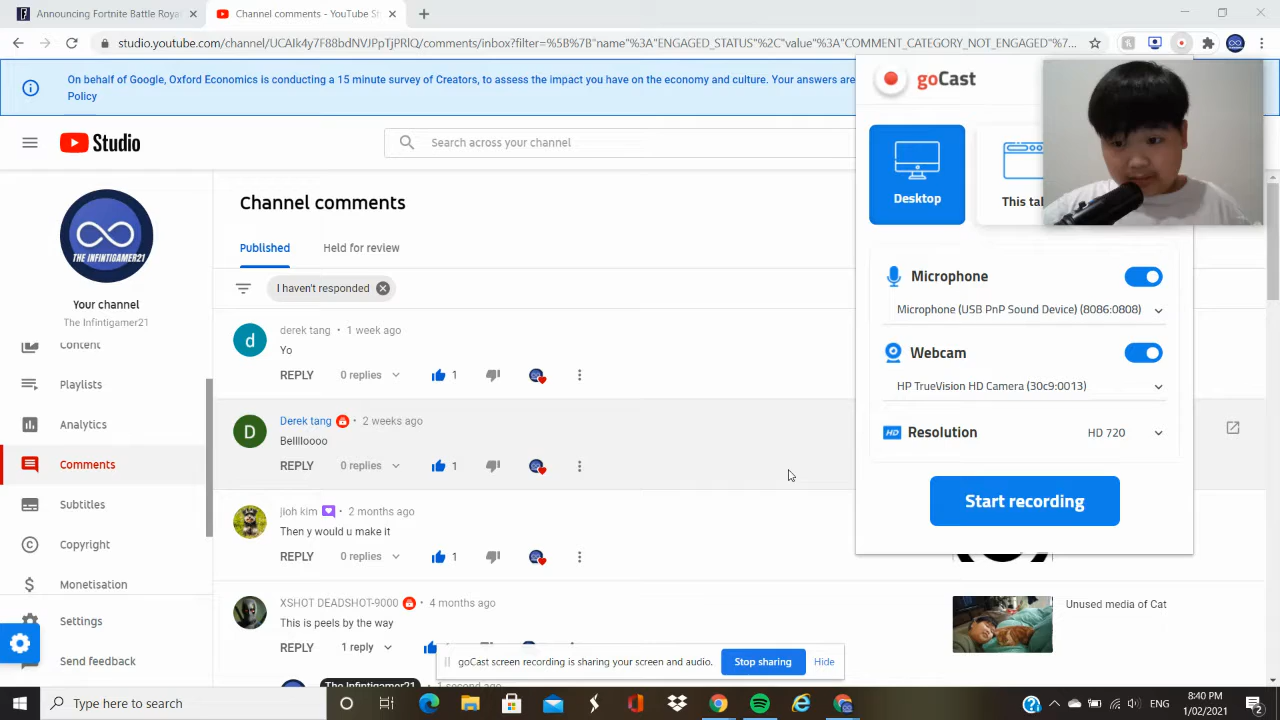 Announcing Fortnite Battle Roya
Channel comments - YouTube St
studio.youtube.com/channel/UCAIk4y7F88bdNVJPpTjPRlQ/comments/inbox?filter=%5B%7B"name"%3A"ENGAGED_STATUS"%2C"value"%3A"COMMENT_CATEGORY_NOT_ENGAGED"%7...
On behalf of Google, Oxford Economics is conducting a 15 minute survey of Creators, to assess the impact you have on the economy and culture. Your answers are
Policy
Studio
Search across your channel
goCast
Desktop
This ta
THE INFINTIGAMER21
Your channel
The Infintigamer21
Content
Playlists
Analytics
Comments
Subtitles
Copyright
Monetisation
Settings
Send feedback
Channel comments
Published
Held for review
I haven't responded
derek tang • 1 week ago
Yo
REPLY 0 replies 1
Derek tang • 2 weeks ago
Belllloooo
REPLY 0 replies 1
jioh kim • 2 months ago
Then y would u make it
REPLY 0 replies 1
XSHOT DEADSHOT-9000 • 4 months ago
This is peels by the way
REPLY 1 reply
The Infintigamer21 1 second ago
Microphone
Microphone (USB PnP Sound Device) (8086:0808)
Webcam
HP TrueVision HD Camera (30c9:0013)
HD Resolution HD 720
Start recording
Unused media of Cat
goCast screen recording is sharing your screen and audio. Stop sharing Hide
Type here to search
ENG
8:40 PM
1/02/2021
2